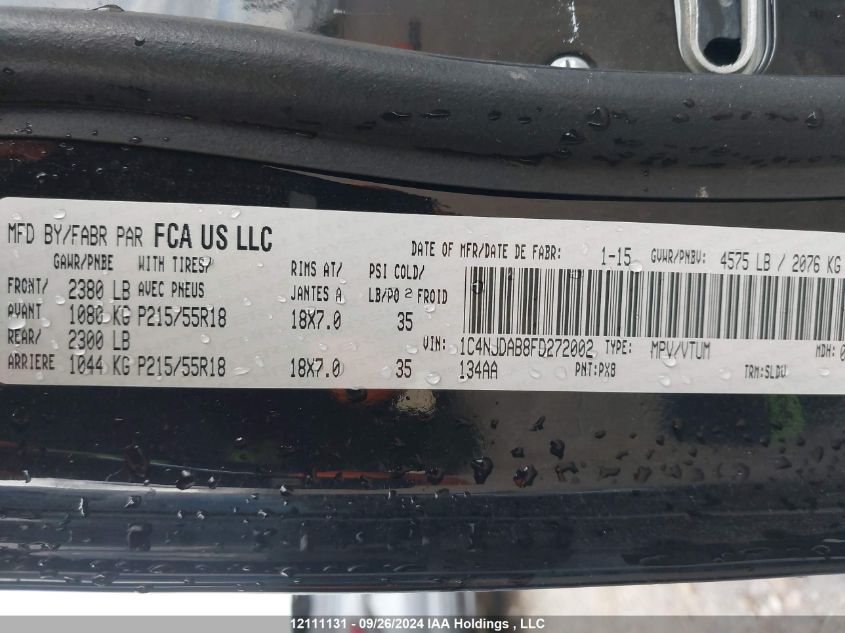 MFD BY/FABR PAR FCA US LLC
DATE OF MFR/DATE DE FABR: 1-15 GVWR/PNBV: 4575 LB / 2076 KG
GAWR/PNBE WITH TIRES/ RIMS AT/ PSI COLD/
FRONT/ 2380 LB AVEC PNEUS JANTES A LB/PO 2 FROID
AVANT 1080 KG P215/55R18 18X7.0 35
REAR/ 2300 LB
ARRIERE 1044 KG P215/55R18 18X7.0 35
VIN: 1C4NJDAB8FD272002 TYPE: MPV/VTUM MDH: 0
134AA PNT:PX8 TRM:SLDV
12111131 - 09/26/2024 IAA Holdings , LLC